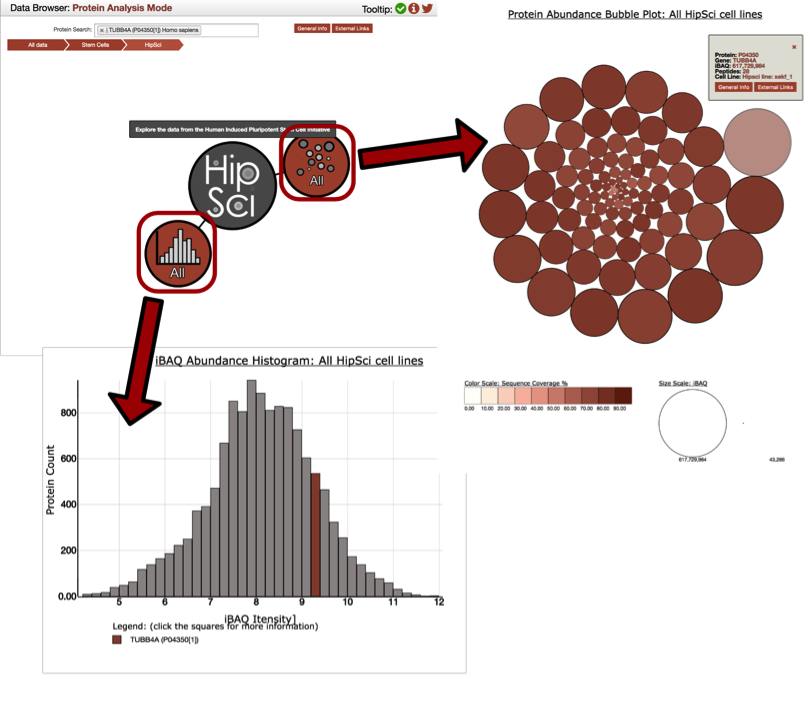 Data Browser: Protein Analysis Mode
Tooltip:
Protein Search: × | TUBB4A (P04350[1]) Homo sapiens
General Info
External Links
All data
Stem Cells
HipSci
Explore the data from the Human Induced Pluripotent Stem Cell Initiative
Hip
Sci
All
All
Protein Abundance Bubble Plot: All HipSci cell lines
×
Protein: P04350
Gene: TUBB4A
iBAQ: 617,729,984
Peptides: 28
Cell Line: Hipsci line: sekf_1
General Info
External Links
Color Scale: Sequence Coverage %
0.00 10.00 20.00 30.00 40.00 50.00 60.00 70.00 80.00 90.00
Size Scale: iBAQ
617,729,984
43,266
iBAQ Abundance Histogram: All HipSci cell lines
Protein Count
800
600
400
200
0.00
5 6 7 8 9 10 11 12
iBAQ Itensity]
Legend: (click the squares for more information)
TUBB4A (P04350[1])